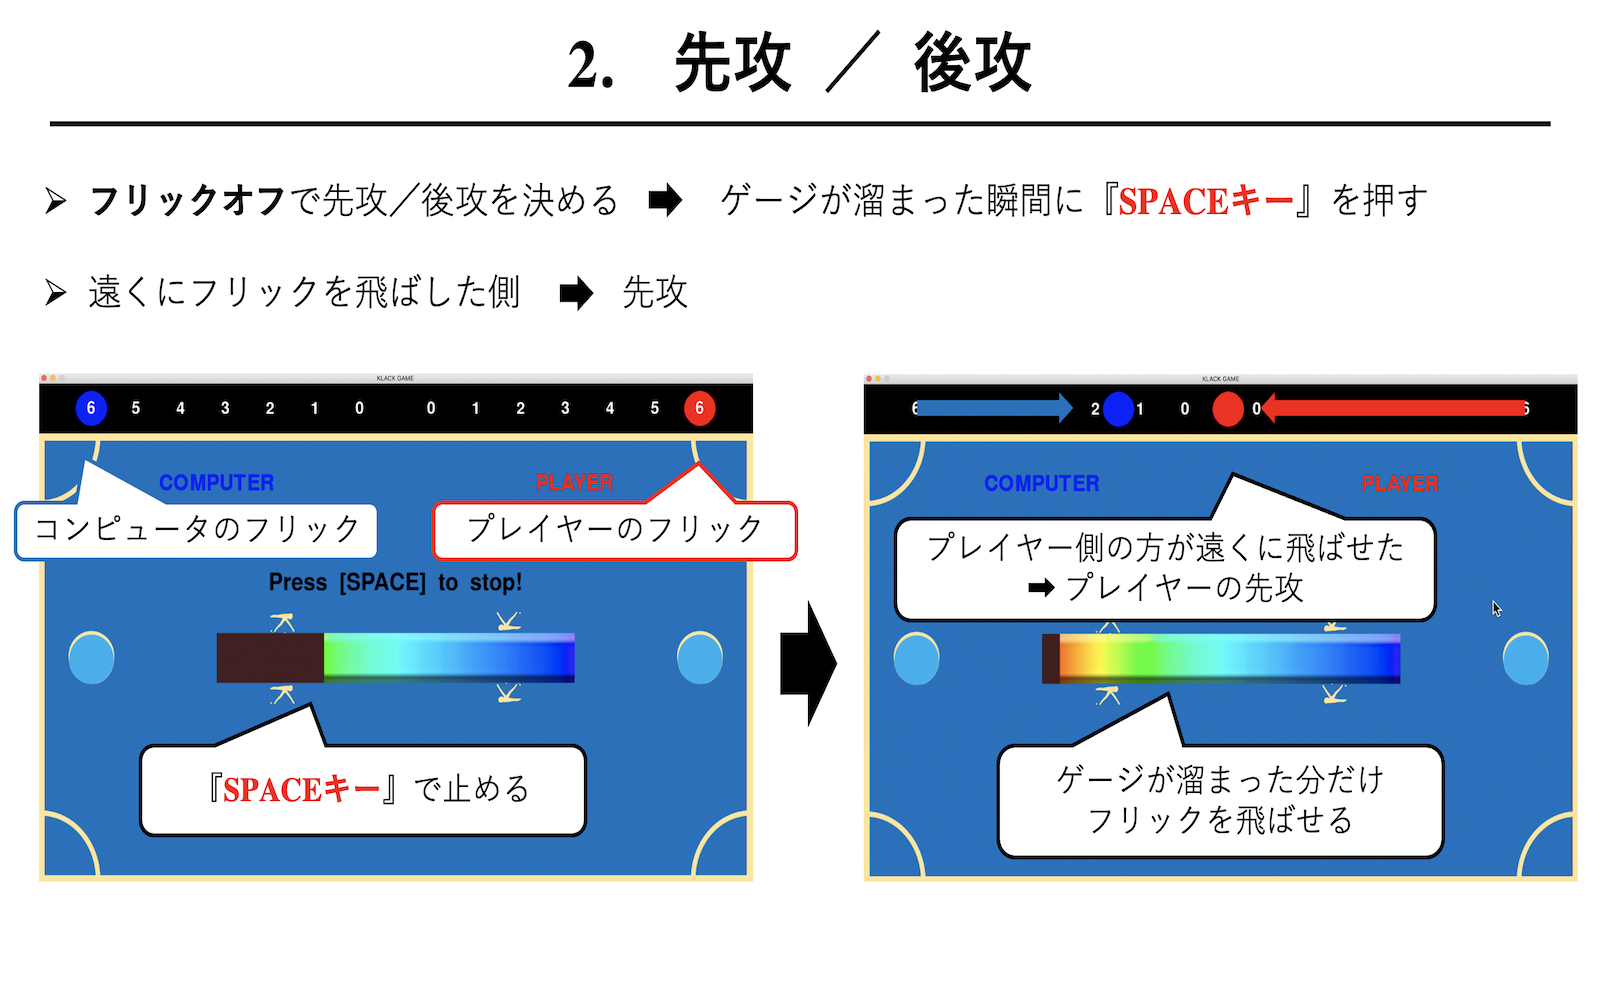 2. 先攻 ／ 後攻
➢ フリックオフで先攻／後攻を決める ➡ ゲージが溜まった瞬間に『SPACEキー』を押す
➢ 遠くにフリックを飛ばした側 ➡ 先攻
KLACK GAME
6 5 4 3 2 1 0 0 1 2 3 4 5 6
COMPUTER
PLAYER
コンピュータのフリック
プレイヤーのフリック
Press [SPACE] to stop!
K
K
K
K
『SPACEキー』で止める
KLACK GAME
6 2 1 0 0 6
COMPUTER
PLAYER
プレイヤー側の方が遠くに飛ばせた
➡ プレイヤーの先攻
K
K
ゲージが溜まった分だけ
フリックを飛ばせる